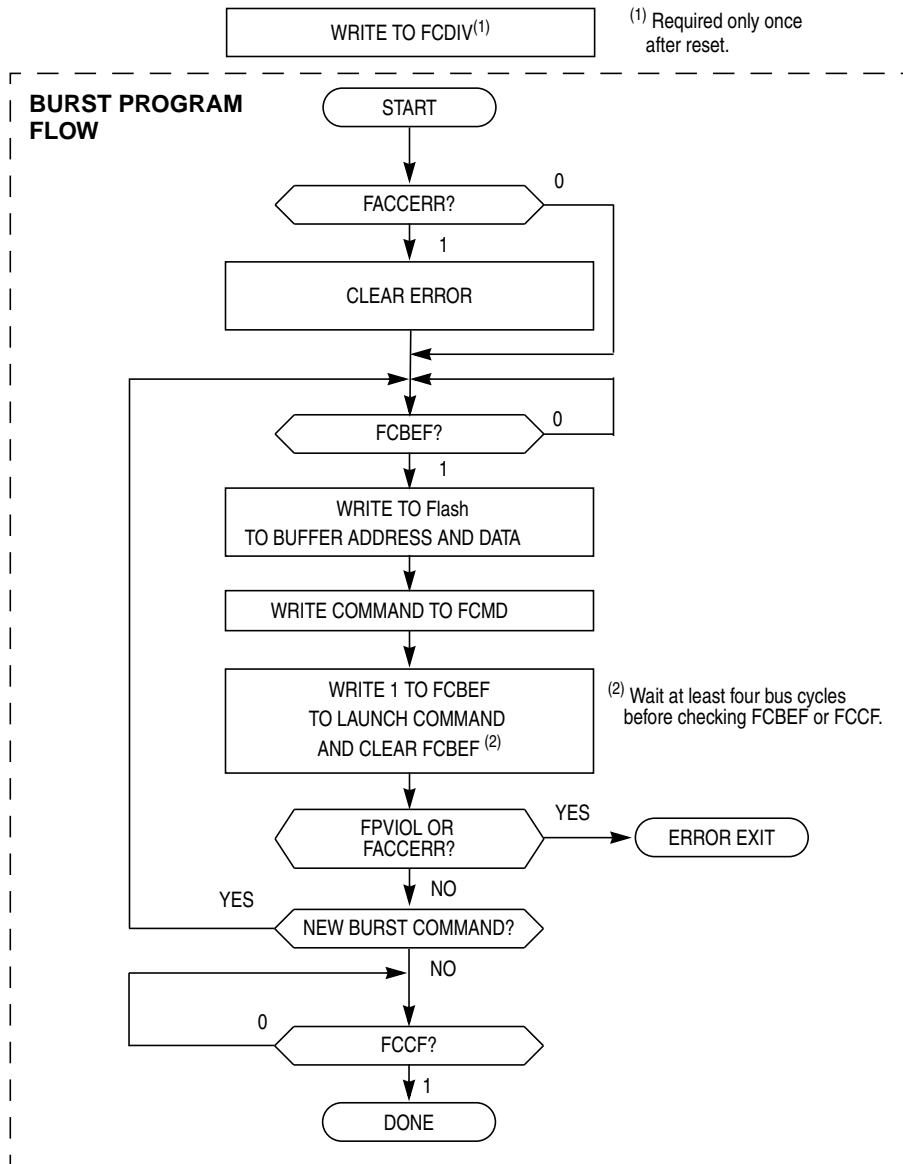 WRITE TO FCDIV(1)
(1) Required only once
after reset.
BURST PROGRAM
FLOW
START
FACCERR?
0
1
CLEAR ERROR
FCBEF?
0
1
WRITE TO Flash
TO BUFFER ADDRESS AND DATA
WRITE COMMAND TO FCMD
WRITE 1 TO FCBEF
TO LAUNCH COMMAND
AND CLEAR FCBEF (2)
(2) Wait at least four bus cycles
before checking FCBEF or FCCF.
FPVIOL OR
FACCERR?
YES
ERROR EXIT
NO
YES
NEW BURST COMMAND?
NO
0
FCCF?
1
DONE